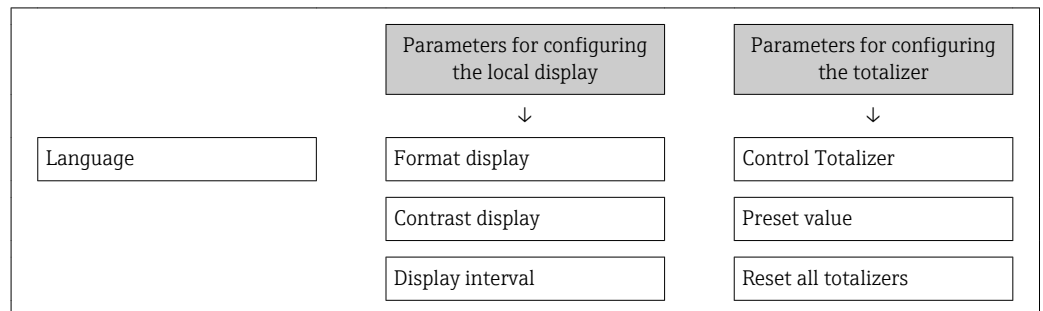 Parameters for configuring
the local display
Parameters for configuring
the totalizer
↓
↓
Language
Format display
Control Totalizer
Contrast display
Preset value
Display interval
Reset all totalizers